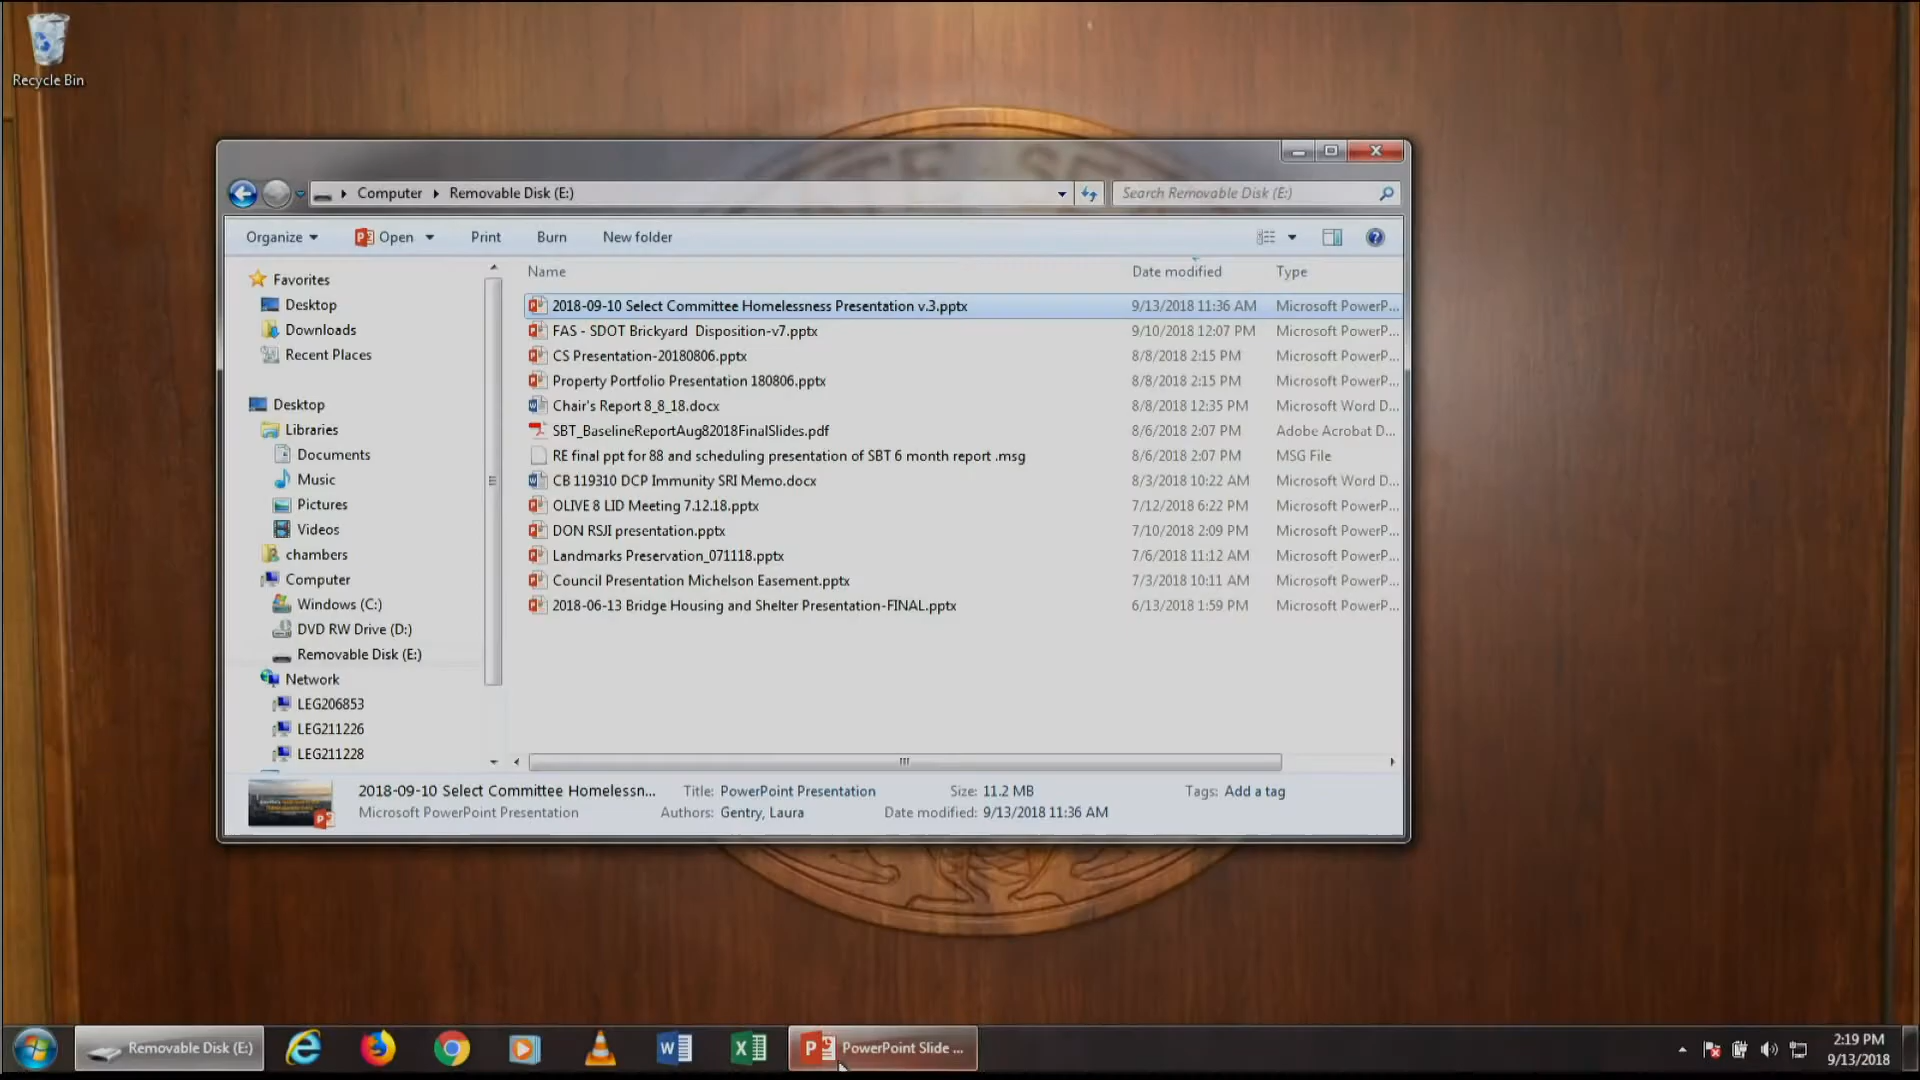 Recycle Bin
Computer Removable Disk (E:)
Search Removable Disk (E:)
Organize Open Print Burn New folder
Name Date modified Type
Favorites
Desktop
Downloads
Recent Places
Desktop
Libraries
Documents
Music
Pictures
Videos
chambers
Computer
Windows (C:)
DVD RW Drive (D:)
Removable Disk (E:)
Network
LEG206853
LEG211226
LEG211228
2018-09-10 Select Committee Homelessness Presentation v.3.pptx 9/13/2018 11:36 AM Microsoft PowerP...
FAS - SDOT Brickyard Disposition-v7.pptx 9/10/2018 12:07 PM Microsoft PowerP...
CS Presentation-20180806.pptx 8/8/2018 2:15 PM Microsoft PowerP...
Property Portfolio Presentation 180806.pptx 8/8/2018 2:15 PM Microsoft PowerP...
Chair's Report 8_8_18.docx 8/8/2018 12:35 PM Microsoft Word D...
SBT_BaselineReportAug82018FinalSlides.pdf 8/6/2018 2:07 PM Adobe Acrobat D...
RE final ppt for 88 and scheduling presentation of SBT 6 month report .msg 8/6/2018 2:07 PM MSG File
CB 119310 DCP Immunity SRI Memo.docx 8/3/2018 10:22 AM Microsoft Word D...
OLIVE 8 LID Meeting 7.12.18.pptx 7/12/2018 6:22 PM Microsoft PowerP...
DON RSJI presentation.pptx 7/10/2018 2:09 PM Microsoft PowerP...
Landmarks Preservation_071118.pptx 7/6/2018 11:12 AM Microsoft PowerP...
Council Presentation Michelson Easement.pptx 7/3/2018 10:11 AM Microsoft PowerP...
2018-06-13 Bridge Housing and Shelter Presentation-FINAL.pptx 6/13/2018 1:59 PM Microsoft PowerP...
2018-09-10 Select Committee Homelessn... Title: PowerPoint Presentation Size: 11.2 MB Tags: Add a tag
Microsoft PowerPoint Presentation Authors: Gentry, Laura Date modified: 9/13/2018 11:36 AM
Removable Disk (E:) PowerPoint Slide ... 2:19 PM
9/13/2018